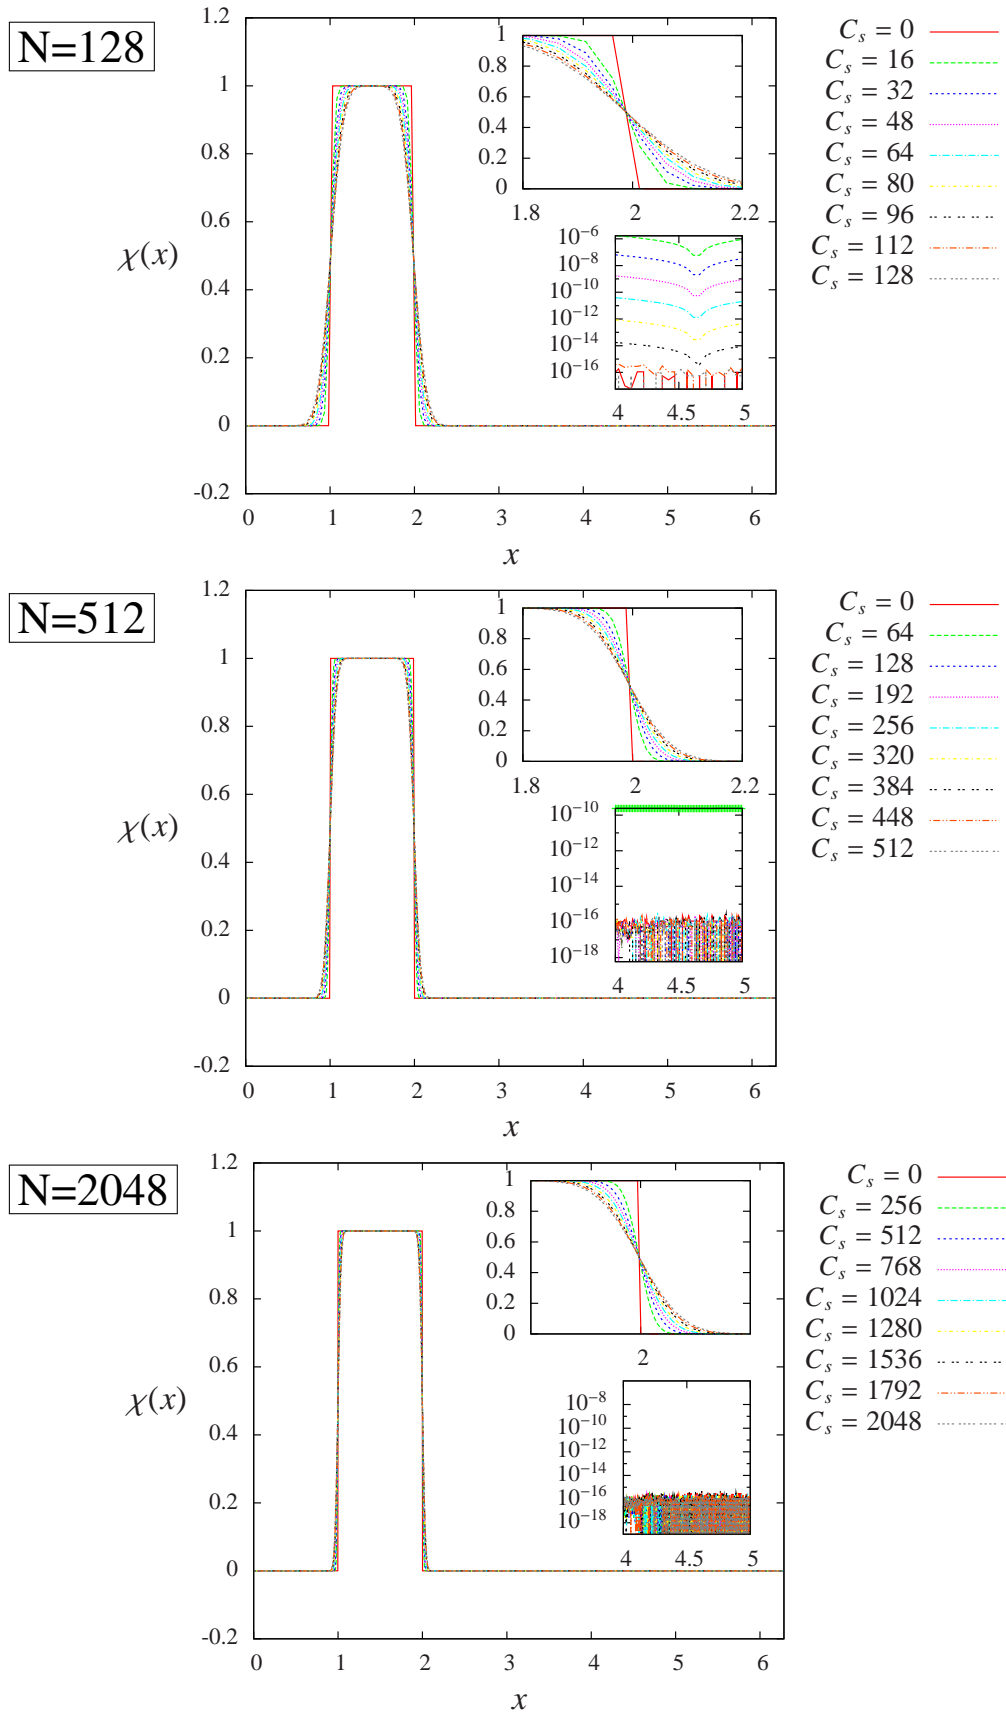 N=128
1.2
1
0.8
0.6
0.4
0.2
0
-0.2
χ(x)
0 1 2 3 4 5 6
x
1
0.8
0.6
0.4
0.2
0
1.8 2 2.2
10⁻⁶
10⁻⁸
10⁻¹⁰
10⁻¹²
10⁻¹⁴
10⁻¹⁶
4 4.5 5
C_s = 0
C_s = 16
C_s = 32
C_s = 48
C_s = 64
C_s = 80
C_s = 96
C_s = 112
C_s = 128
N=512
1.2
1
0.8
0.6
0.4
0.2
0
-0.2
χ(x)
0 1 2 3 4 5 6
x
1
0.8
0.6
0.4
0.2
0
1.8 2 2.2
10⁻¹⁰
10⁻¹²
10⁻¹⁴
10⁻¹⁶
10⁻¹⁸
4 4.5 5
C_s = 0
C_s = 64
C_s = 128
C_s = 192
C_s = 256
C_s = 320
C_s = 384
C_s = 448
C_s = 512
N=2048
1.2
1
0.8
0.6
0.4
0.2
0
-0.2
χ(x)
0 1 2 3 4 5 6
x
1
0.8
0.6
0.4
0.2
0
2
10⁻⁸
10⁻¹⁰
10⁻¹²
10⁻¹⁴
10⁻¹⁶
10⁻¹⁸
4 4.5 5
C_s = 0
C_s = 256
C_s = 512
C_s = 768
C_s = 1024
C_s = 1280
C_s = 1536
C_s = 1792
C_s = 2048